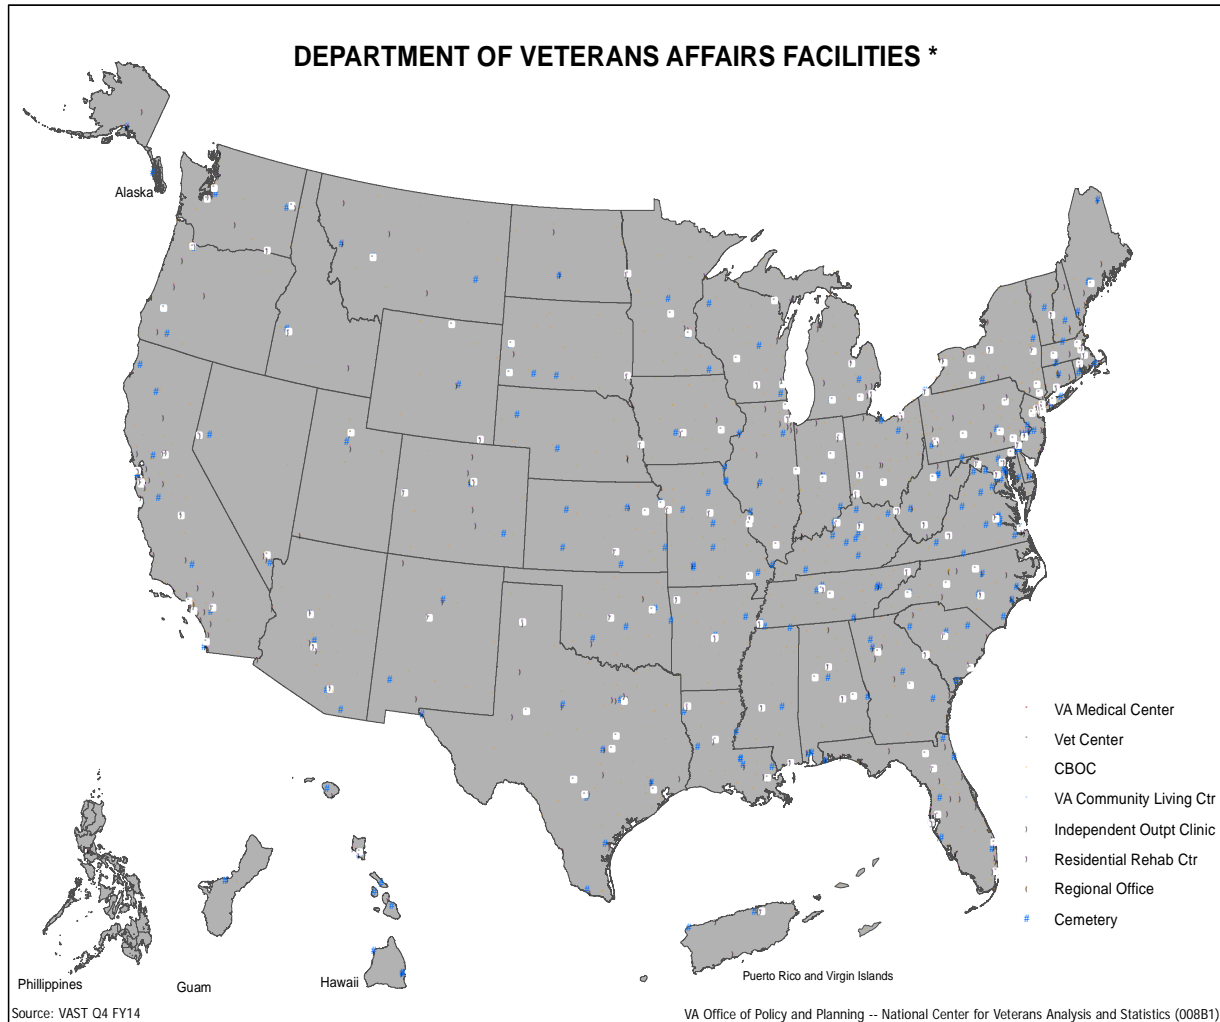 DEPARTMENT OF VETERANS AFFAIRS FACILITIES *
Alaska
VA Medical Center
Vet Center
CBOC
VA Community Living Ctr
Independent Outpt Clinic
Residential Rehab Ctr
Regional Office
# Cemetery
Phillippines
Guam
Hawaii
Puerto Rico and Virgin Islands
Source: VAST Q4 FY14
VA Office of Policy and Planning -- National Center for Veterans Analysis and Statistics (008B1)